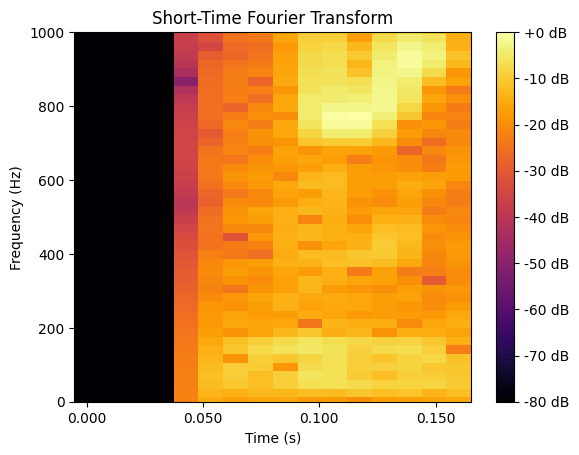 Short-Time Fourier Transform
Frequency (Hz)
1000
800
600
400
200
0
0.000
0.050
0.100
0.150
Time (s)
+0 dB
-10 dB
-20 dB
-30 dB
-40 dB
-50 dB
-60 dB
-70 dB
-80 dB